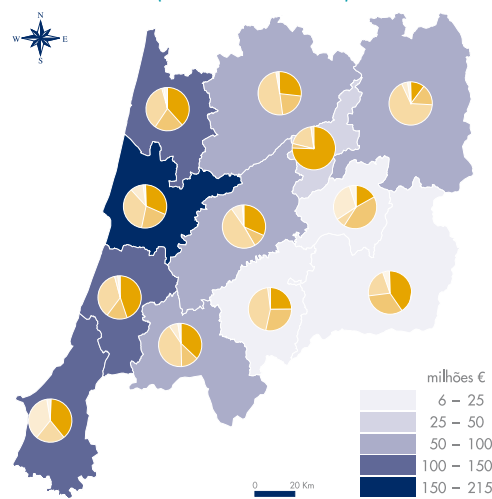 N
W E
S
milhões €
6 – 25
25 – 50
50 – 100
100 – 150
150 – 215
0 20 Km